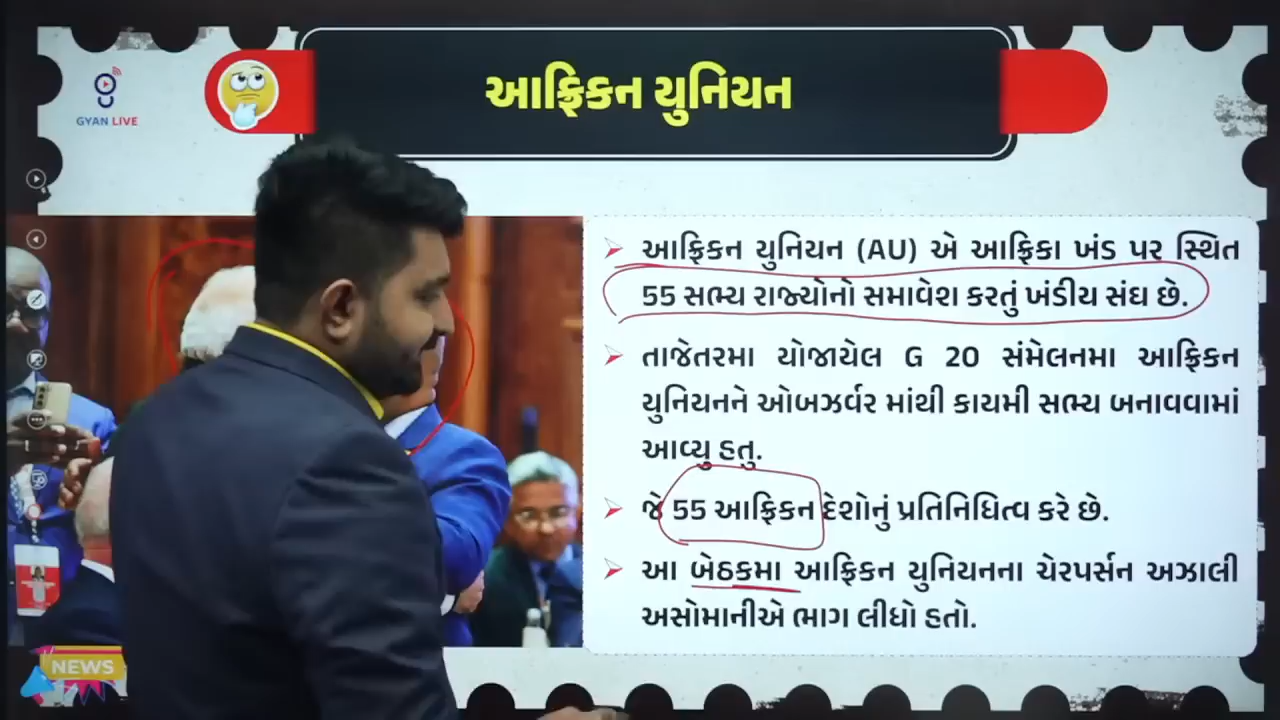 GYAN LIVE
આફ્રિકન યુનિયન
આફ્રિકન યુનિયન (AU) એ આફ્રિકા ખંડ પર સ્થિત
55 સભ્ય રાજ્યોનો સમાવેશ કરતું ખંડીય સંઘ છે.
તાજેતરમા યોજાયેલ G 20 સંમેલનમા આફ્રિકન
યુનિયનને ઓબઝર્વર માંથી કાયમી સભ્ય બનાવવામાં
આવ્યુ હતુ.
જે 55 આફ્રિકન દેશોનું પ્રતિનિધિત્વ કરે છે.
આ બેઠકમા આફ્રિકન યુનિયનના ચેરપર્સન અઝાલી
અસોમાનીએ ભાગ લીધો હતો.
NEWS